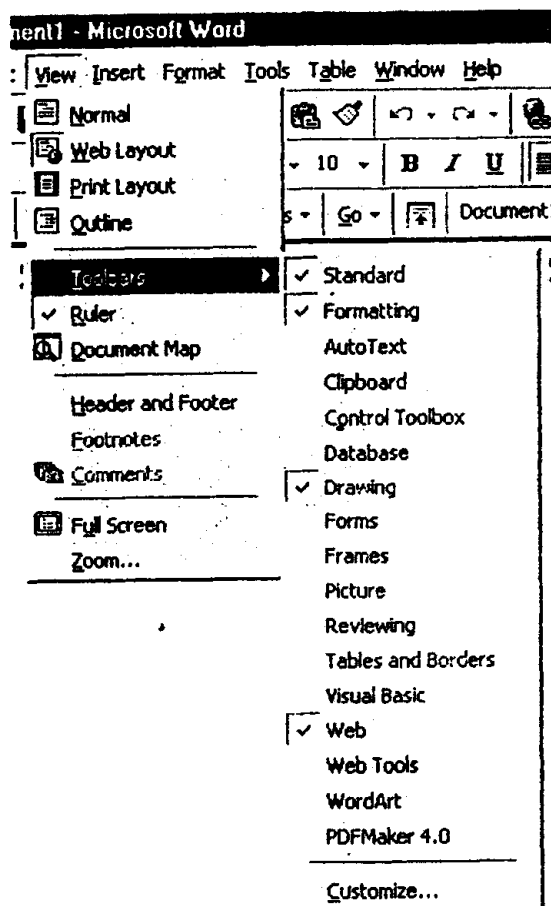 ment1 - Microsoft Word
View Insert Format Tools Table Window Help
Normal
Web Layout
Print Layout
Outline
Toolbars
Ruler
Document Map
Header and Footer
Footnotes
Comments
Full Screen
Zoom...
10 B I U
s Go Document
Standard
Formatting
AutoText
Clipboard
Control Toolbox
Database
Drawing
Forms
Frames
Picture
Reviewing
Tables and Borders
Visual Basic
Web
Web Tools
WordArt
PDFMaker 4.0
Customize...